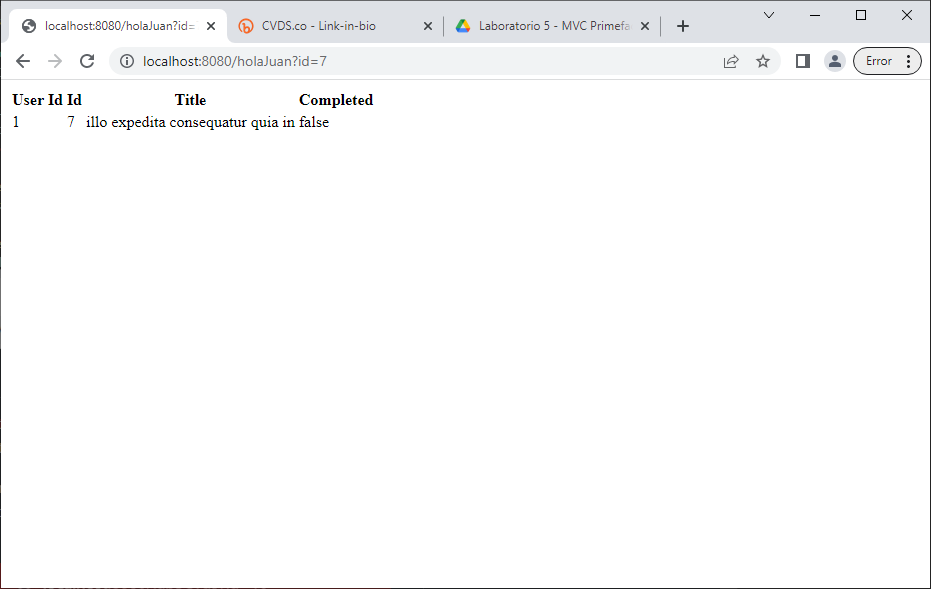 localhost:8080/holaJuan?id=
CVDS.co - Link-in-bio
Laboratorio 5 - MVC Primefa
localhost:8080/holaJuan?id=7
Error
User Id Id Title Completed
1 7 illo expedita consequatur quia in false